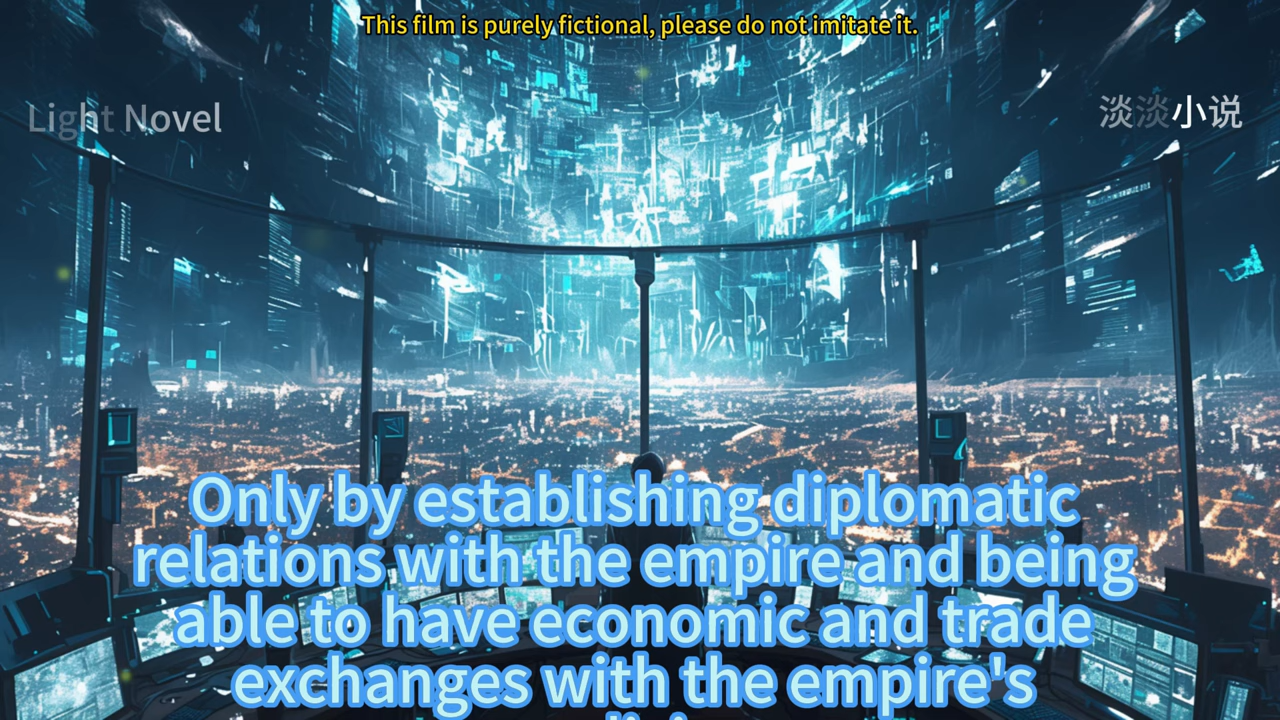 This film is purely fictional, please do not imitate it.
Light Novel
淡淡小说
Only by establishing diplomatic
relations with the empire and being
able to have economic and trade
exchanges with the empire's